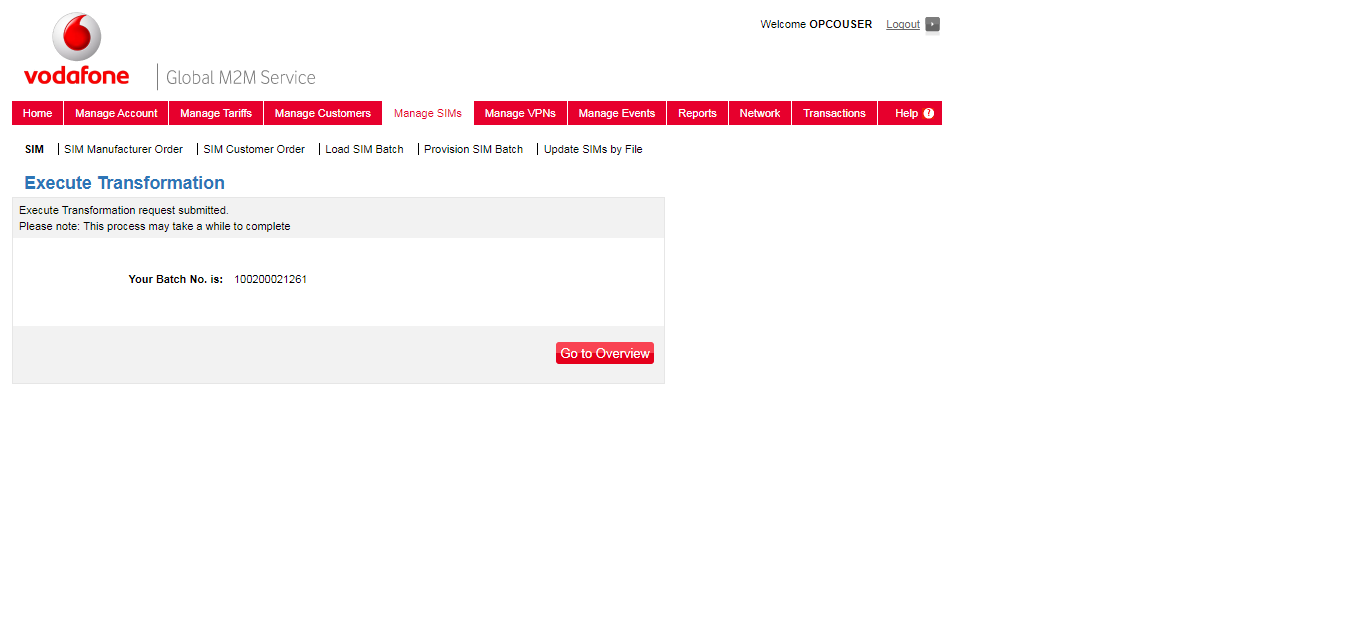 Welcome OPCOUSER Logout
vodafone Global M2M Service
Home Manage Account Manage Tariffs Manage Customers Manage SIMs Manage VPNs Manage Events Reports Network Transactions Help ?
SIM SIM Manufacturer Order SIM Customer Order Load SIM Batch Provision SIM Batch Update SIMs by File
Execute Transformation
Execute Transformation request submitted.
Please note: This process may take a while to complete
Your Batch No. is: 100200021261
Go to Overview